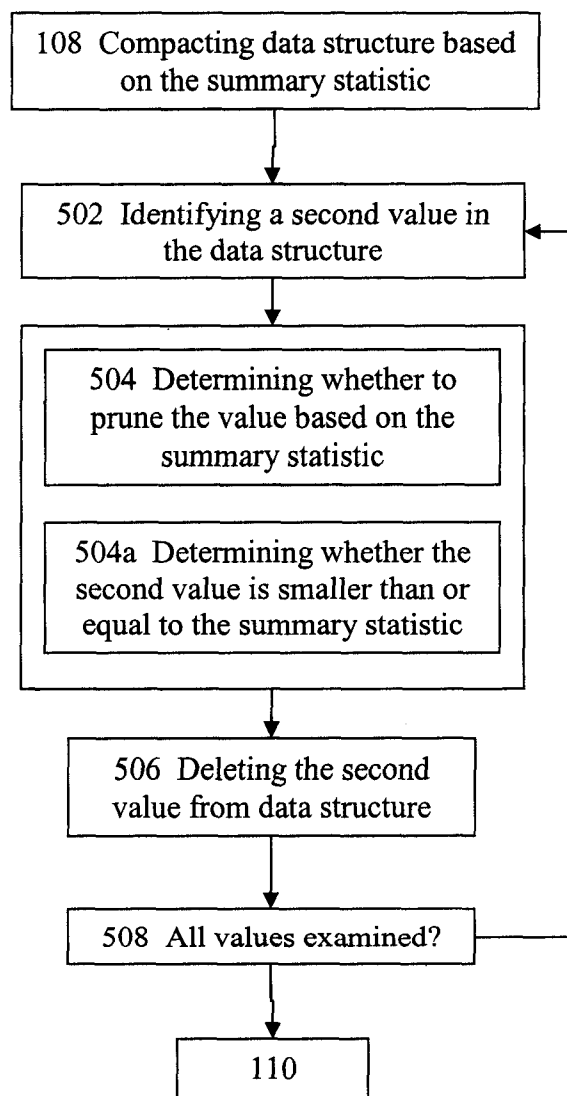 108 Compacting data structure based
on the summary statistic
502 Identifying a second value in
the data structure
504 Determining whether to
prune the value based on the
summary statistic
504a Determining whether the
second value is smaller than or
equal to the summary statistic
506 Deleting the second
value from data structure
508 All values examined?
110